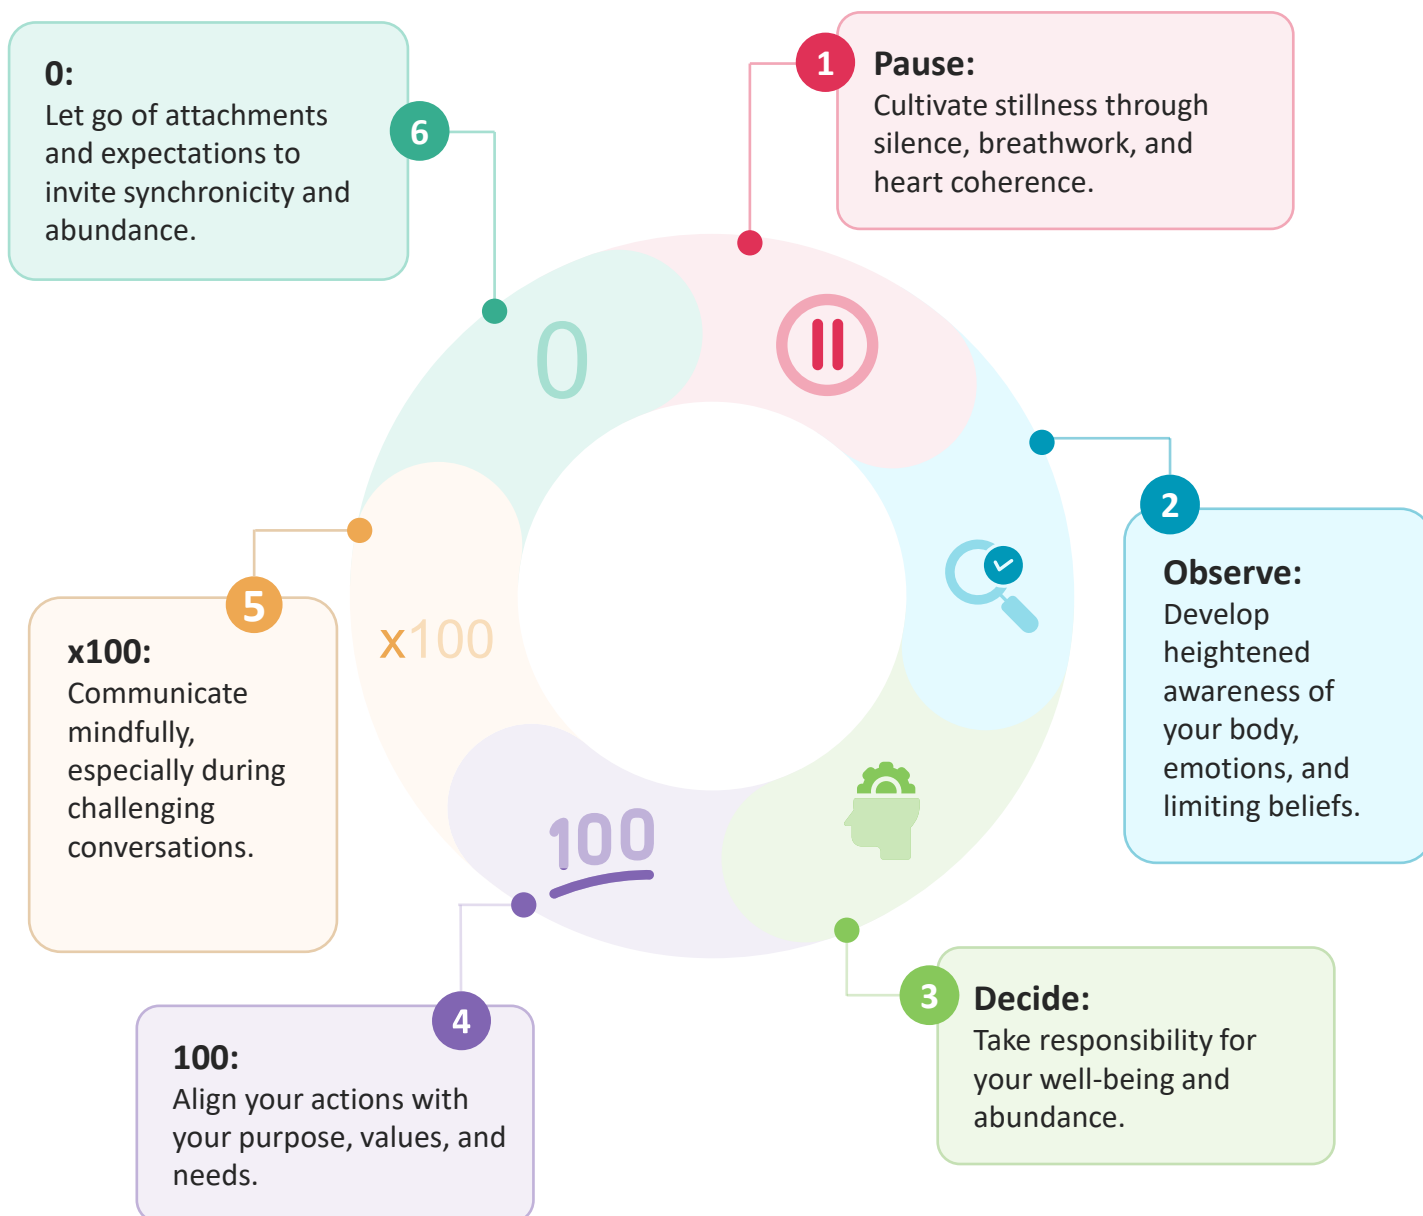 1
Pause:
Cultivate stillness through
silence, breathwork, and
heart coherence.
2
Observe:
Develop
heightened
awareness of
your body,
emotions, and
limiting beliefs.
3
Decide:
Take responsibility for
your well-being and
abundance.
4
100:
Align your actions with
your purpose, values, and
needs.
5
x100:
Communicate
mindfully,
especially during
challenging
conversations.
6
0:
Let go of attachments
and expectations to
invite synchronicity and
abundance.
0
x100
100